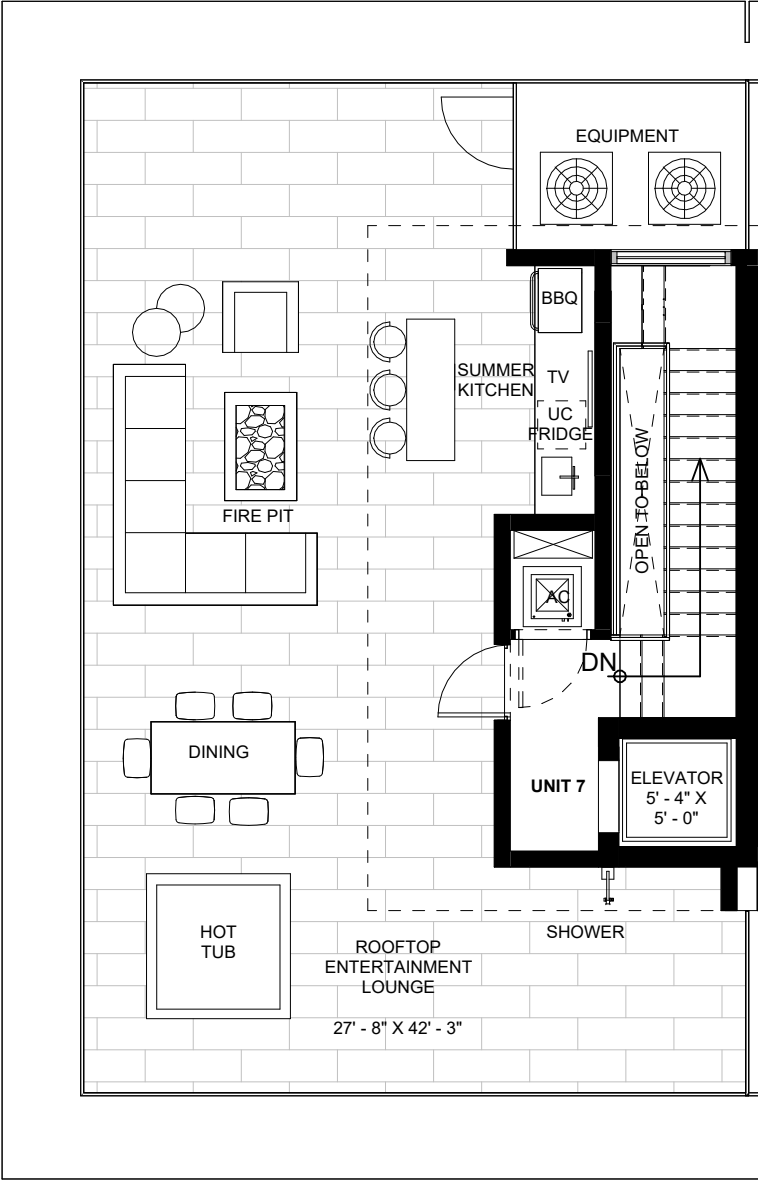 EQUIPMENT
BBQ
SUMMER
KITCHEN
TV
UC
FRIDGE
OPEN TO BELOW
FIRE PIT
AC
DN
DINING
UNIT 7
ELEVATOR
5' - 4" X
5' - 0"
HOT
TUB
SHOWER
ROOFTOP
ENTERTAINMENT
LOUNGE
27' - 8" X 42' - 3"